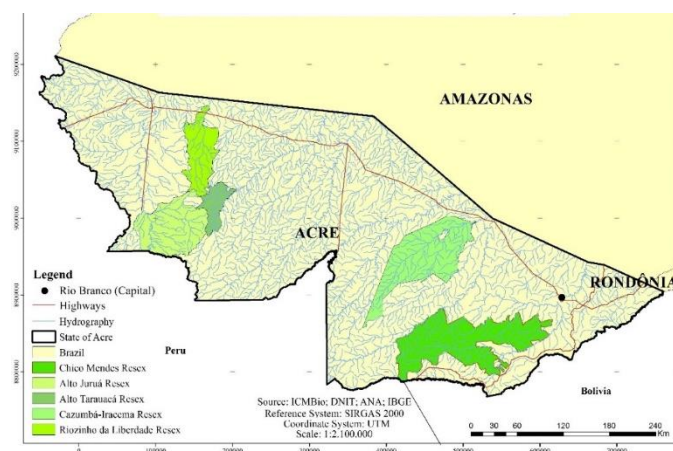 AMAZONAS
ACRE
RONDÔNIA
Legend
Rio Branco (Capital)
Highways
Hydrography
State of Acre
Brazil
Chico Mendes Resex
Alto Juruá Resex
Alto Tarauacá Resex
Cazumbá-Iracema Resex
Riozinho da Liberdade Resex
Peru
Bolivia
Source: ICMBio; DNIT; ANA; IBGE
Reference System: SIRGAS 2000
Coordinate System: UTM
Scale: 1:2.100.000
0 30 60 120 180 240
Km